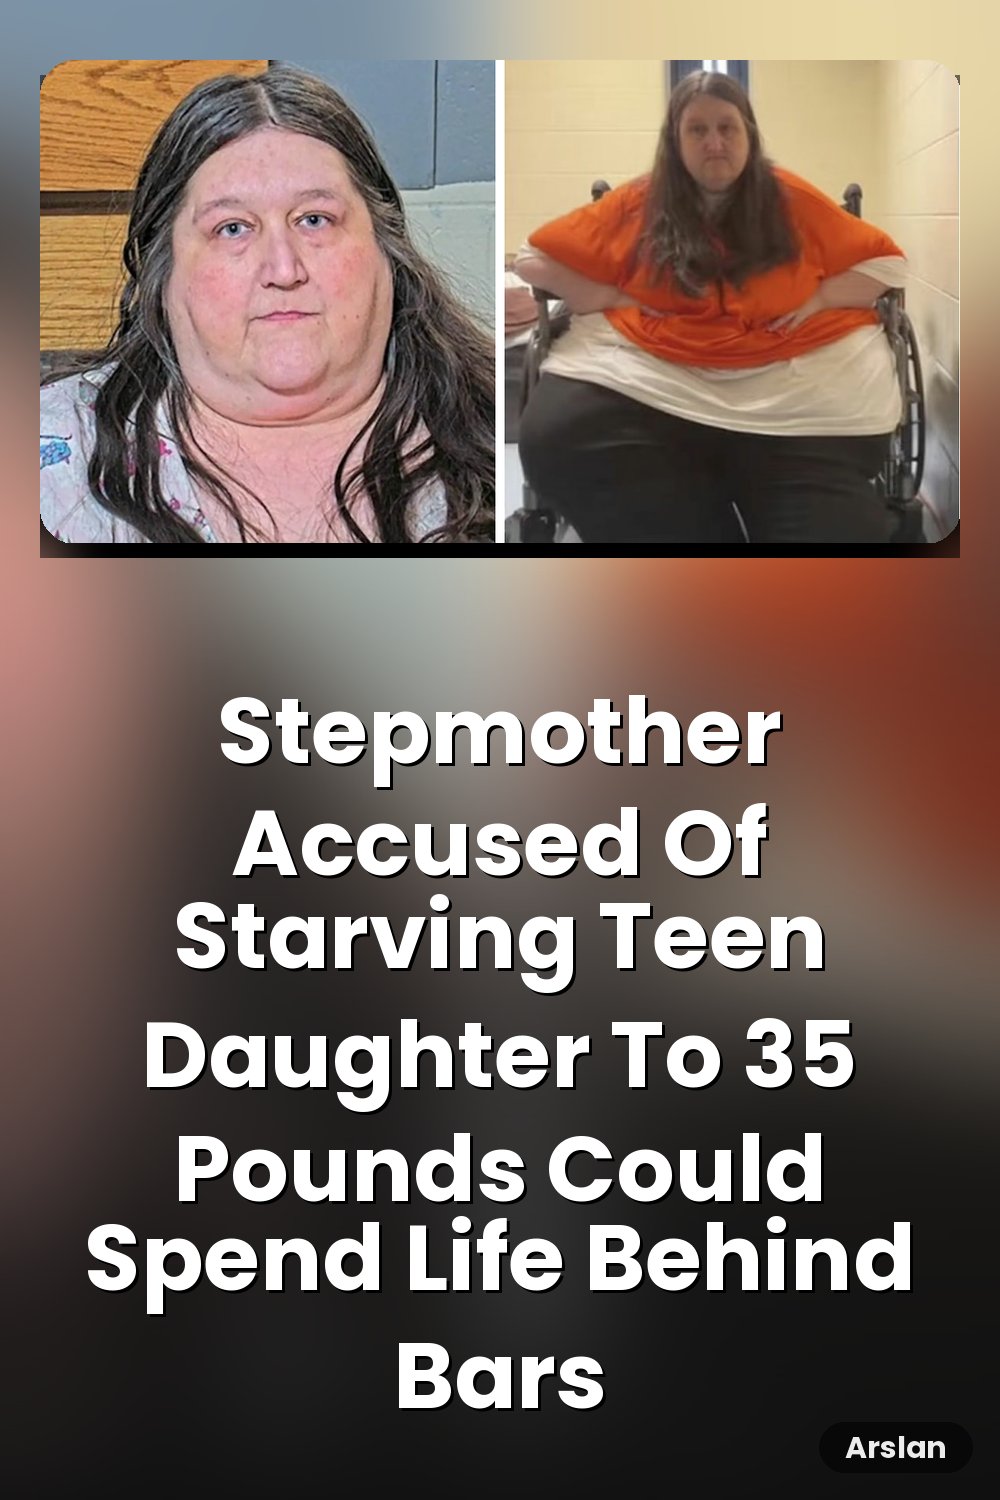 Stepmother
Accused Of
Starving Teen
Daughter To 35
Pounds Could
Spend Life Behind
Bars
Arslan